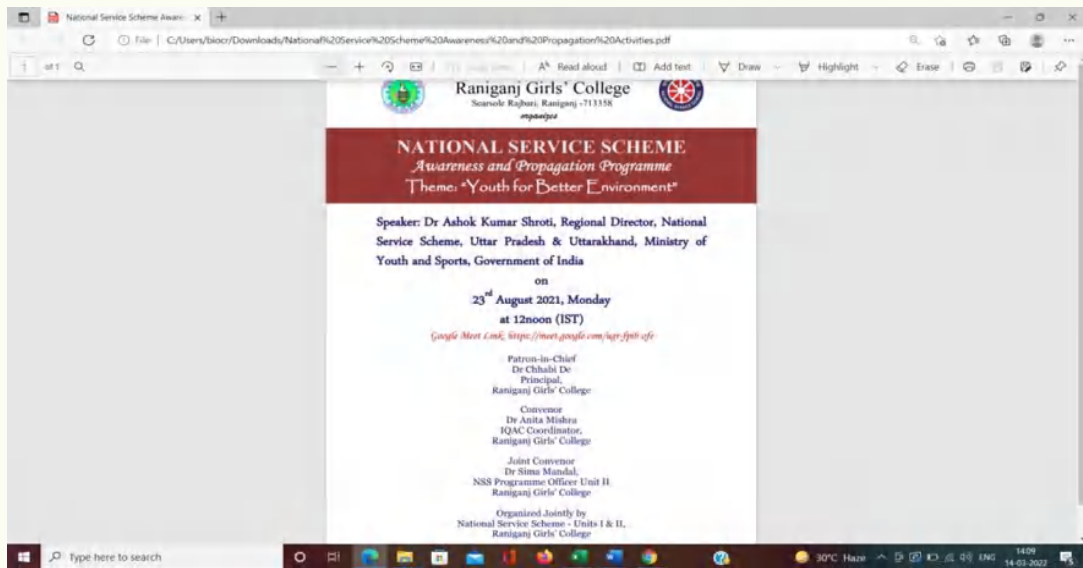 National Service Scheme Aware
File | C:/Users/biocr/Downloads/National%20Service%20Scheme%20Awareness%20and%20Propagation%20Activities.pdf
1 of 1
Read aloud | Add text | Draw | Highlight | Erase
Raniganj Girls' College
Searsole Rajbari, Raniganj -713358
organizes
NATIONAL SERVICE SCHEME
Awareness and Propagation Programme
Theme: "Youth for Better Environment"
Speaker: Dr Ashok Kumar Shroti, Regional Director, National
Service Scheme, Uttar Pradesh & Uttarakhand, Ministry of
Youth and Sports, Government of India
on
23rd August 2021, Monday
at 12noon (IST)
Google Meet Link: https://meet.google.com/
Patron-in-Chief
Dr Chhabi De
Principal,
Raniganj Girls' College
Convenor
Dr Anita Mishra
IQAC Coordinator,
Raniganj Girls' College
Joint Convenor
Dr Sima Mandal,
NSS Programme Officer Unit II
Raniganj Girls' College
Organized Jointly by
National Service Scheme - Units I & II,
Raniganj Girls' College
Type here to search
30°C Haze
ENG
14:09
14-03-2022